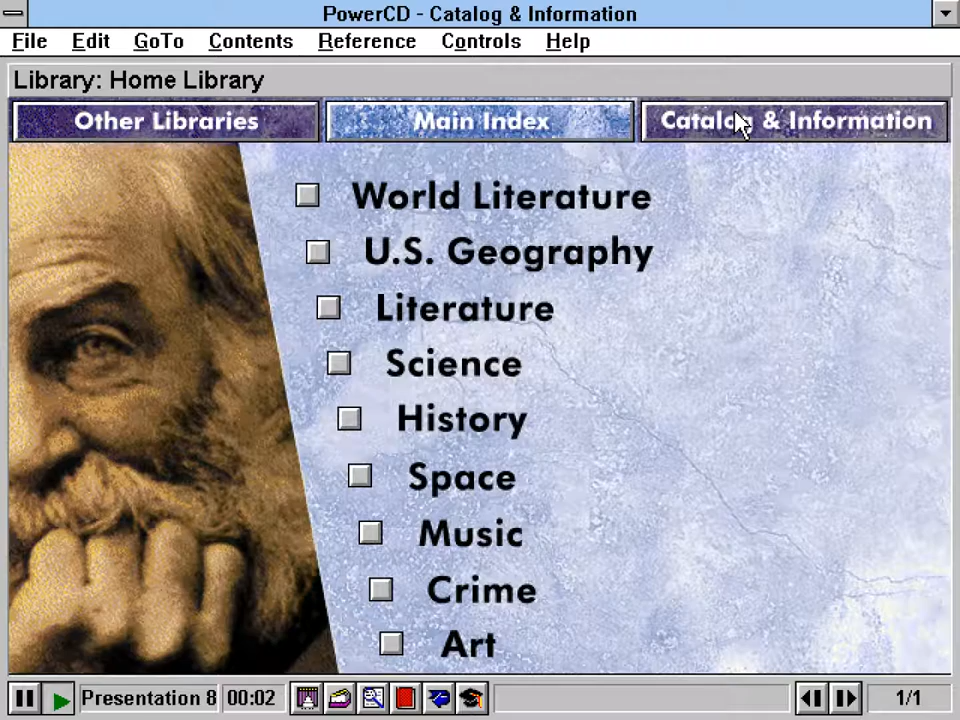 PowerCD - Catalog & Information
File Edit GoTo Contents Reference Controls Help
Library: Home Library
Other Libraries Main Index Catalog & Information
World Literature
U.S. Geography
Literature
Science
History
Space
Music
Crime
Art
Presentation 8 00:02 1/1